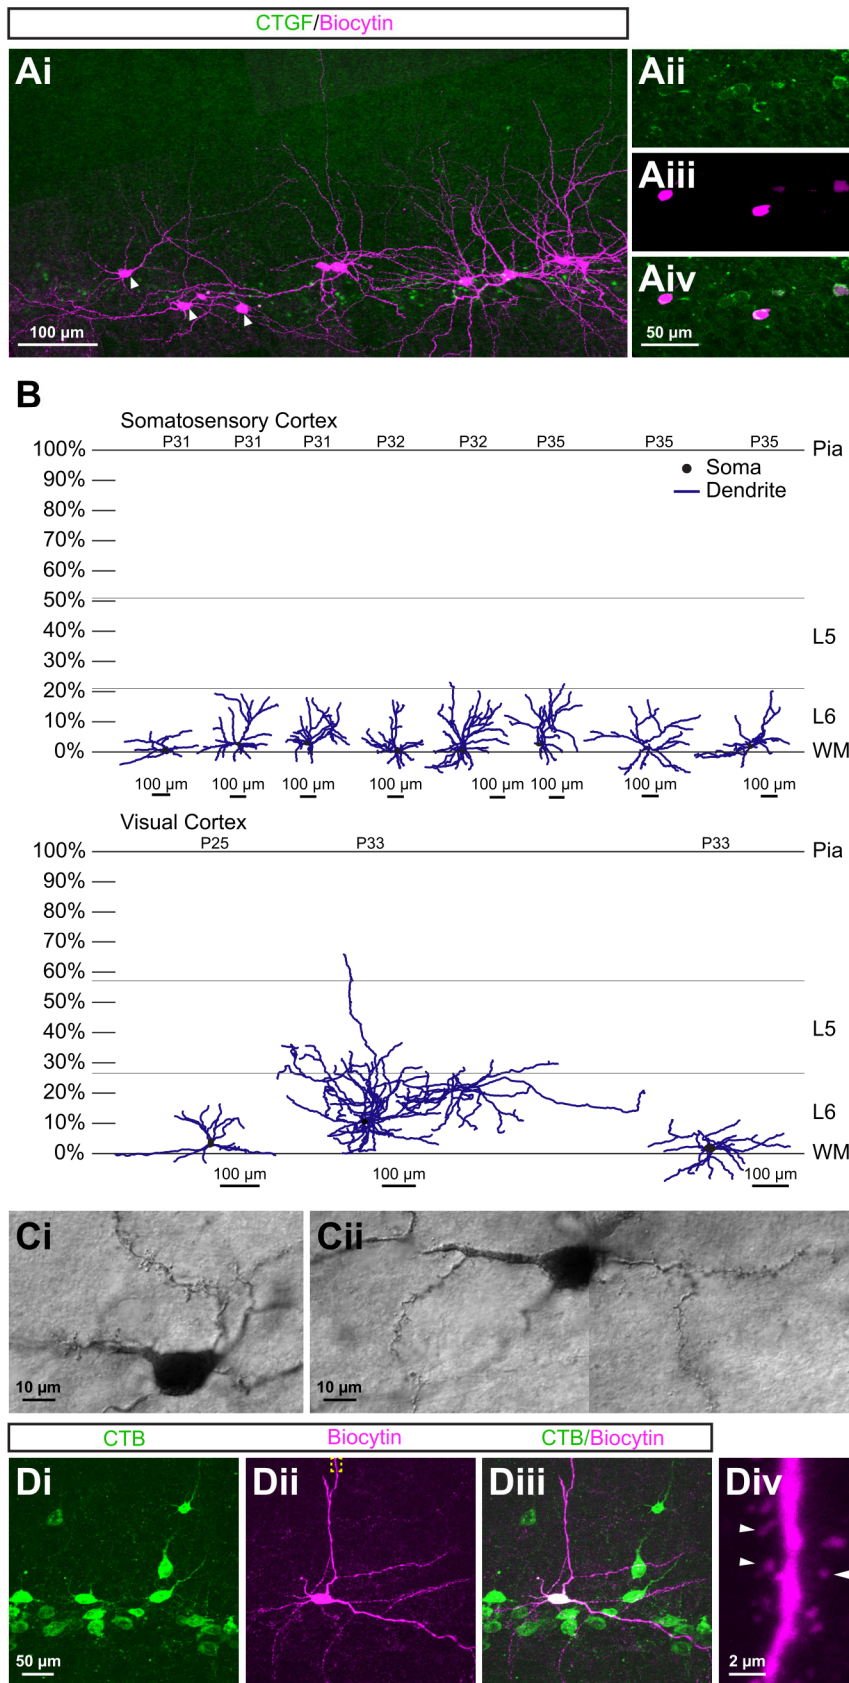 CTGF/Biocytin
Ai
Aii
Aiii
Aiv
100 µm
50 µm
B
Somatosensory Cortex
P31 P31 P31 P32 P32 P35 P35 P35
100% Pia
Soma
90%
Dendrite
80%
70%
60%
50%
40% L5
30%
20%
10% L6
0% WM
100 µm 100 µm 100 µm 100 µm 100 µm 100 µm 100 µm 100 µm
Visual Cortex
P25 P33 P33
100% Pia
90%
80%
70%
60%
50%
40% L5
30%
20%
10% L6
0% WM
100 µm 100 µm 100 µm
Ci Cii
10 µm 10 µm
CTB Biocytin CTB/Biocytin
Di Dii Diii Div
50 µm 2 µm